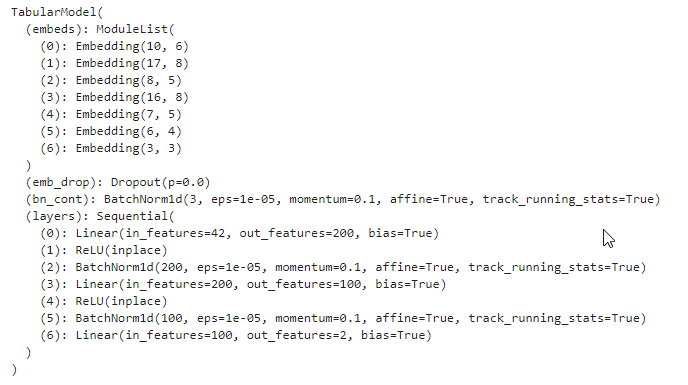 TabularModel(
  (embeds): ModuleList(
    (0): Embedding(10, 6)
    (1): Embedding(17, 8)
    (2): Embedding(8, 5)
    (3): Embedding(16, 8)
    (4): Embedding(7, 5)
    (5): Embedding(6, 4)
    (6): Embedding(3, 3)
  )
  (emb_drop): Dropout(p=0.0)
  (bn_cont): BatchNorm1d(3, eps=1e-05, momentum=0.1, affine=True, track_running_stats=True)
  (layers): Sequential(
    (0): Linear(in_features=42, out_features=200, bias=True)
    (1): ReLU(inplace)
    (2): BatchNorm1d(200, eps=1e-05, momentum=0.1, affine=True, track_running_stats=True)
    (3): Linear(in_features=200, out_features=100, bias=True)
    (4): ReLU(inplace)
    (5): BatchNorm1d(100, eps=1e-05, momentum=0.1, affine=True, track_running_stats=True)
    (6): Linear(in_features=100, out_features=2, bias=True)
  )
)